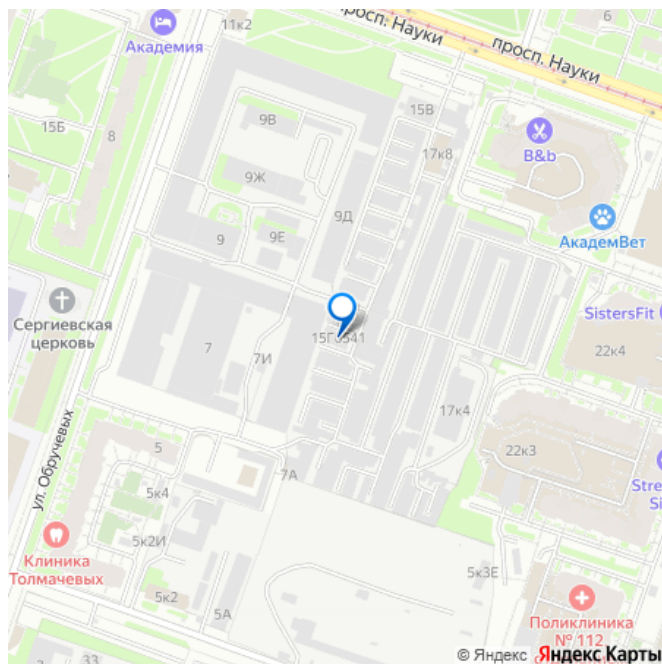 11к2
просп. Науки
просп. Науки
6
Академия
15Б
8
9В
15В
17к8
B&b
9Ж
9Д
АкадемВет
9
9Е
Сергиевская
церковь
SistersFit
7
7И
15Г
541
22к4
17к4
ул. Обручевых
5
22к3
7А
5к4
5к2И
Клиника
Толмачевых
5к2
5А
5к3Е
Поликлиника
№ 112
33
© Яндекс Яндекс Карты